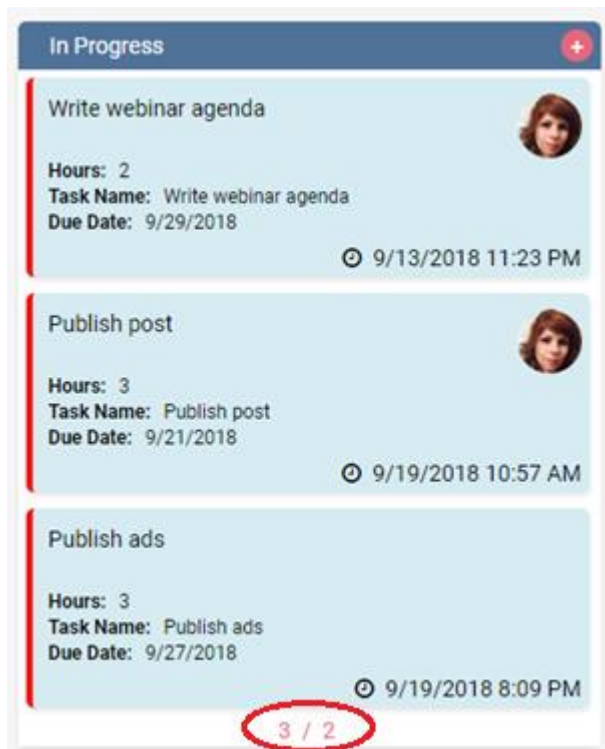 In Progress +
Write webinar agenda
Hours: 2
Task Name: Write webinar agenda
Due Date: 9/29/2018
9/13/2018 11:23 PM
Publish post
Hours: 3
Task Name: Publish post
Due Date: 9/21/2018
9/19/2018 10:57 AM
Publish ads
Hours: 3
Task Name: Publish ads
Due Date: 9/27/2018
9/19/2018 8:09 PM
3 / 2